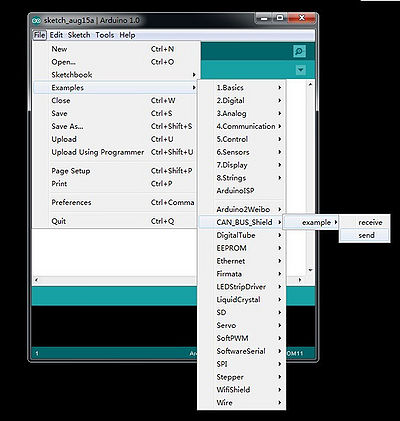 sketch_aug15a | Arduino 1.0
File Edit Sketch Tools Help
New Ctrl+N
Open... Ctrl+O
Sketchbook
Examples
Close Ctrl+W
Save Ctrl+S
Save As... Ctrl+Shift+S
Upload Ctrl+U
Upload Using Programmer Ctrl+Shift+U
Page Setup Ctrl+Shift+P
Print Ctrl+P
Preferences Ctrl+Comma
Quit Ctrl+Q
1.Basics
2.Digital
3.Analog
4.Communication
5.Control
6.Sensors
7.Display
8.Strings
ArduinoISP
Arduino2Weibo
CAN_BUS_Shield
DigitalTube
EEPROM
Ethernet
Firmata
LEDStripDriver
LiquidCrystal
SD
Servo
SoftPWM
SoftwareSerial
SPI
Stepper
WifiShield
Wire
example
receive
send
1